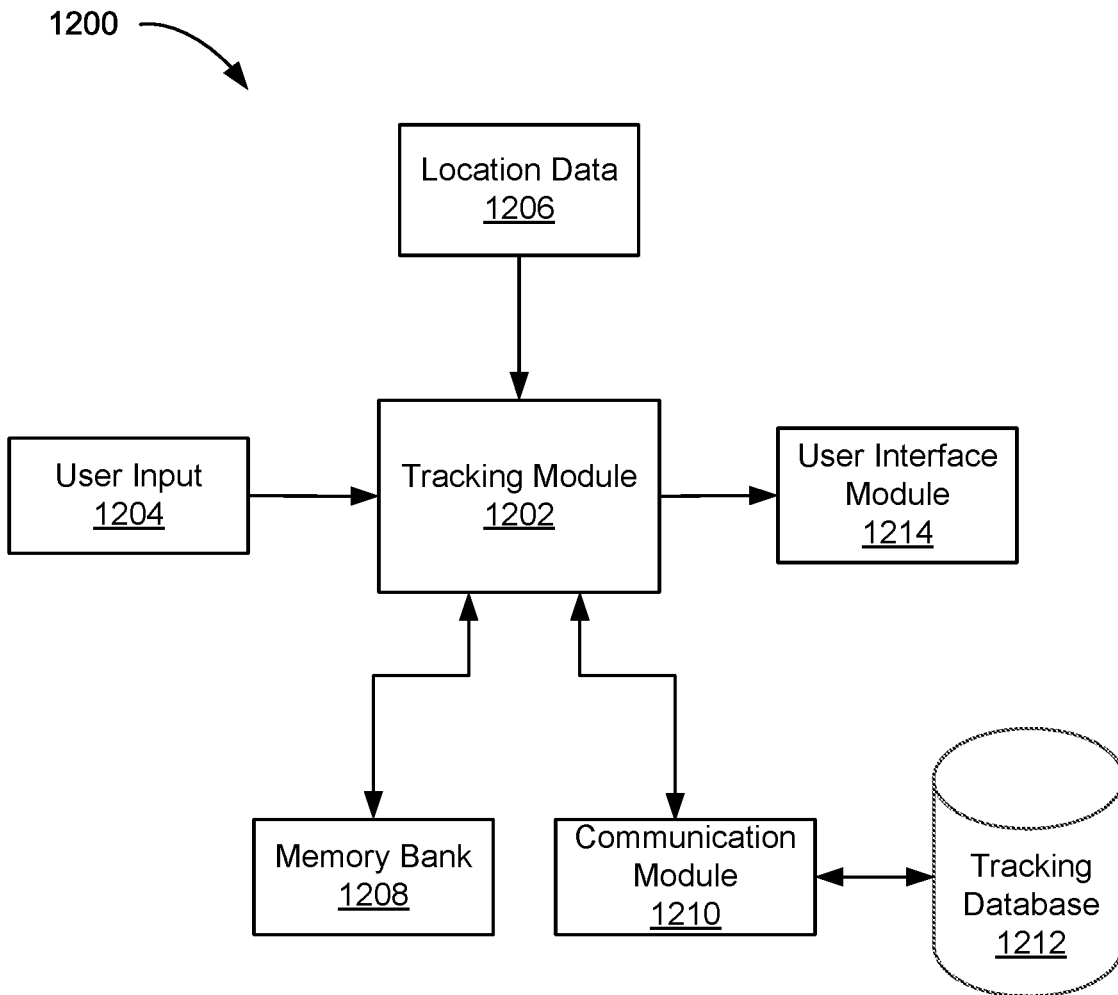 1200
Location Data
1206
User Input
1204
Tracking Module
1202
User Interface
Module
1214
Memory Bank
1208
Communication
Module
1210
Tracking
Database
1212